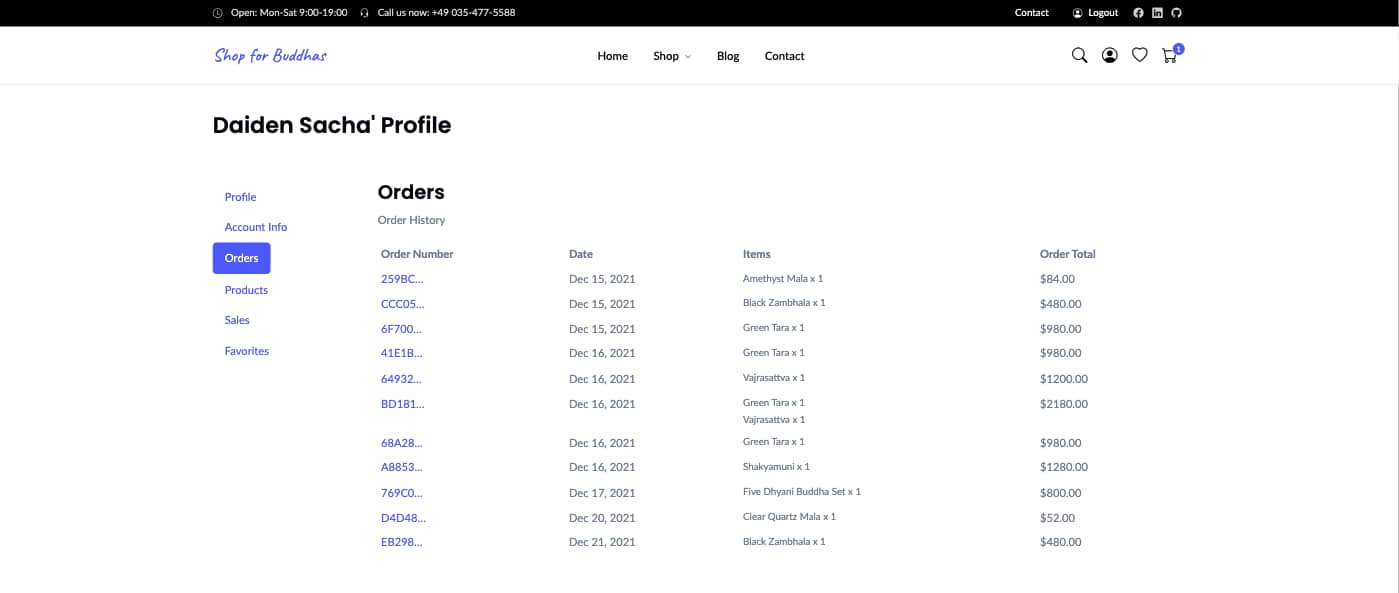 Open: Mon-Sat 9:00-19:00 Call us now: +49 035-477-5588 Contact Logout
Shop for Buddhas Home Shop Blog Contact 1
Daiden Sacha' Profile
Profile
Account Info
Orders
Products
Sales
Favorites
Orders
Order History
Order Number Date Items Order Total
259BC... Dec 15, 2021 Amethyst Mala x 1 $84.00
CCC05... Dec 15, 2021 Black Zambhala x 1 $480.00
6F700... Dec 15, 2021 Green Tara x 1 $980.00
41E1B... Dec 16, 2021 Green Tara x 1 $980.00
64932... Dec 16, 2021 Vajrasattva x 1 $1200.00
BD181... Dec 16, 2021 Green Tara x 1 $2180.00
Vajrasattva x 1
68A28... Dec 16, 2021 Green Tara x 1 $980.00
A8853... Dec 16, 2021 Shakyamuni x 1 $1280.00
769C0... Dec 17, 2021 Five Dhyani Buddha Set x 1 $800.00
D4D48... Dec 20, 2021 Clear Quartz Mala x 1 $52.00
EB298... Dec 21, 2021 Black Zambhala x 1 $480.00